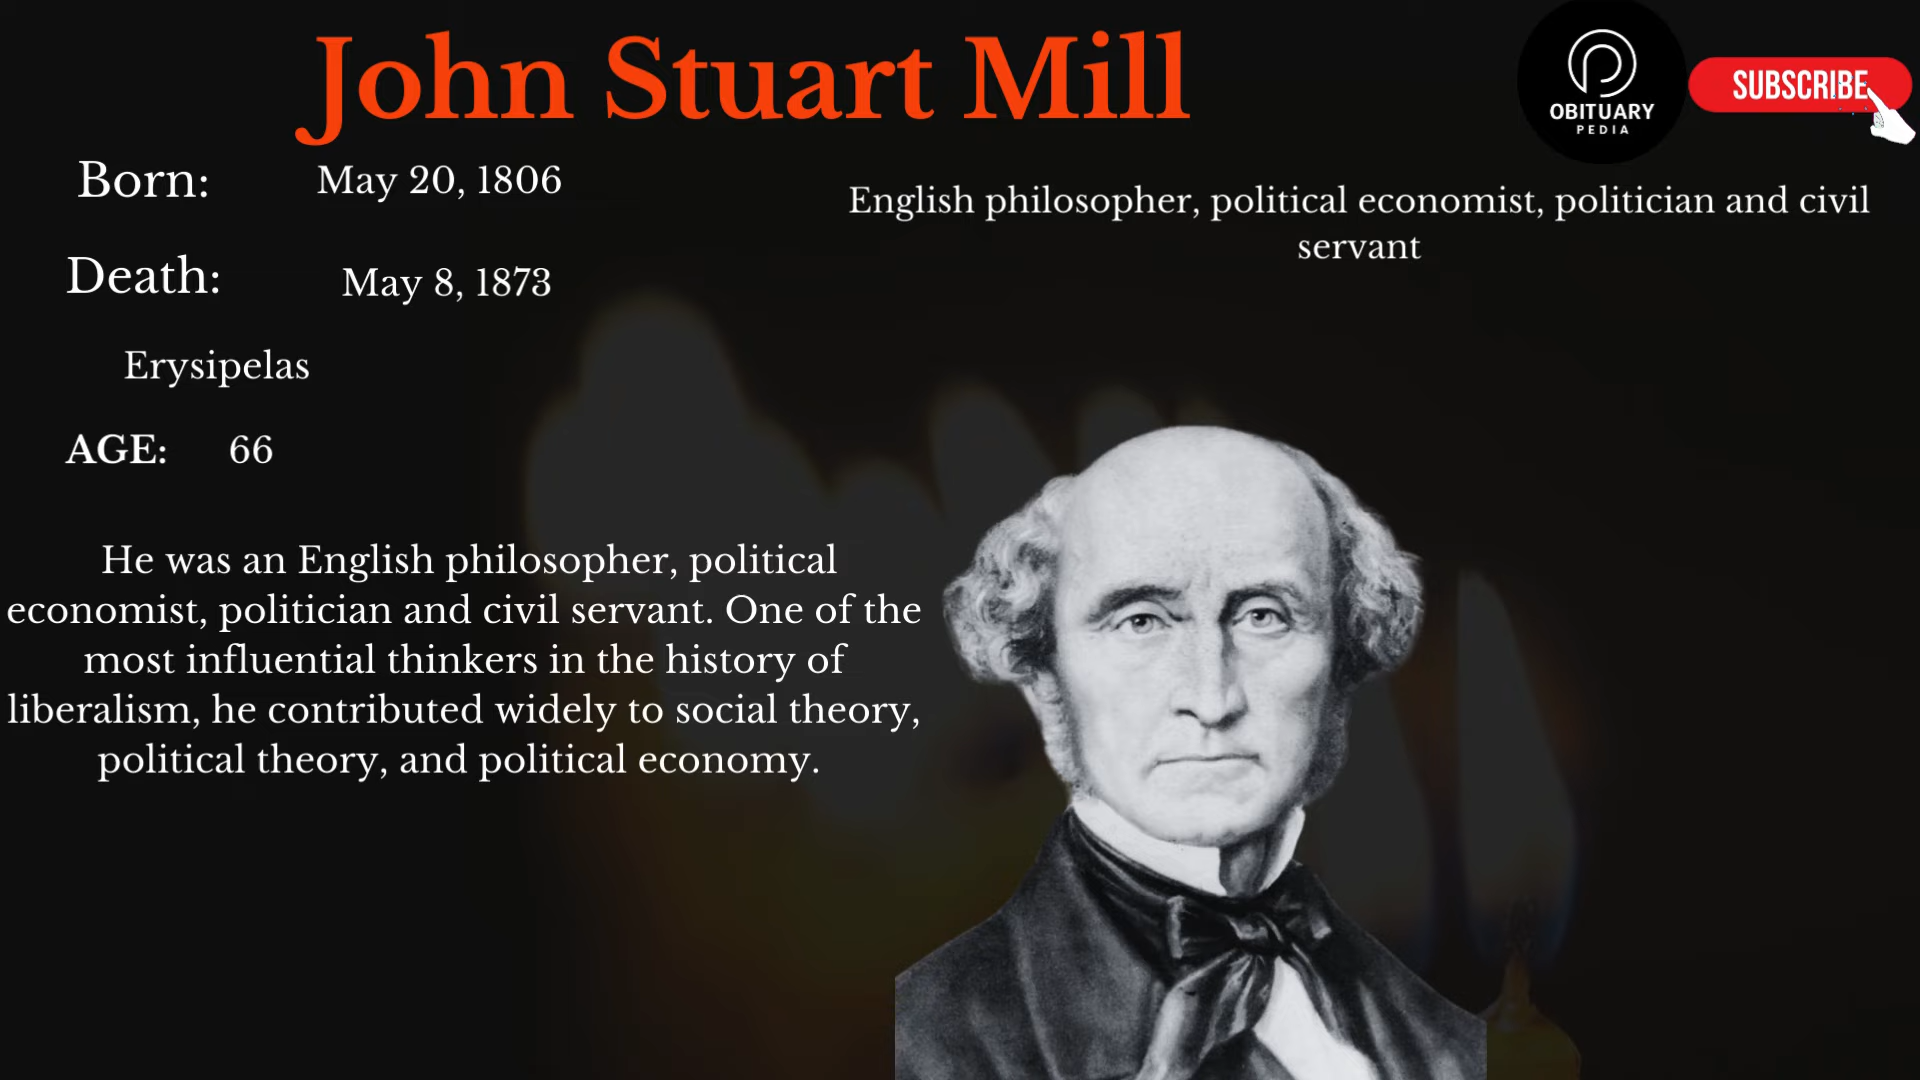 John Stuart Mill
OBITUARY
PEDIA
SUBSCRIBE
Born: May 20, 1806
English philosopher, political economist, politician and civil
servant
Death: May 8, 1873
Erysipelas
AGE: 66
He was an English philosopher, political
economist, politician and civil servant. One of the
most influential thinkers in the history of
liberalism, he contributed widely to social theory,
political theory, and political economy.